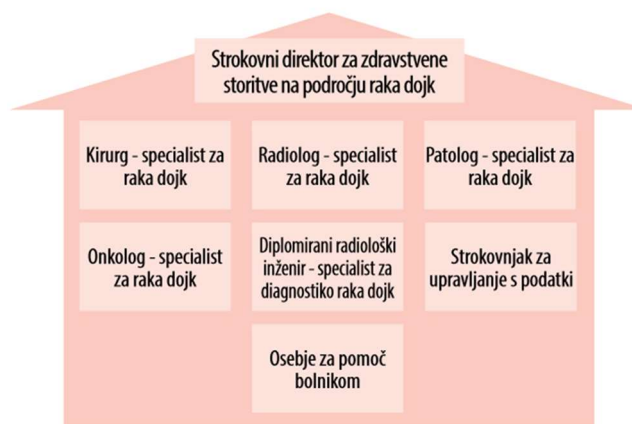 Strokovni direktor za zdravstvene
storitve na področju raka dojk
Kirurg - specialist za
raka dojk
Radiolog - specialist
za raka dojk
Patolog - specialist za
raka dojk
Onkolog - specialist
za raka dojk
Diplomirani radiološki
inženir - specialist za
diagnostiko raka dojk
Strokovnjak za
upravljanje s podatki
Osebje za pomoč
bolnikom